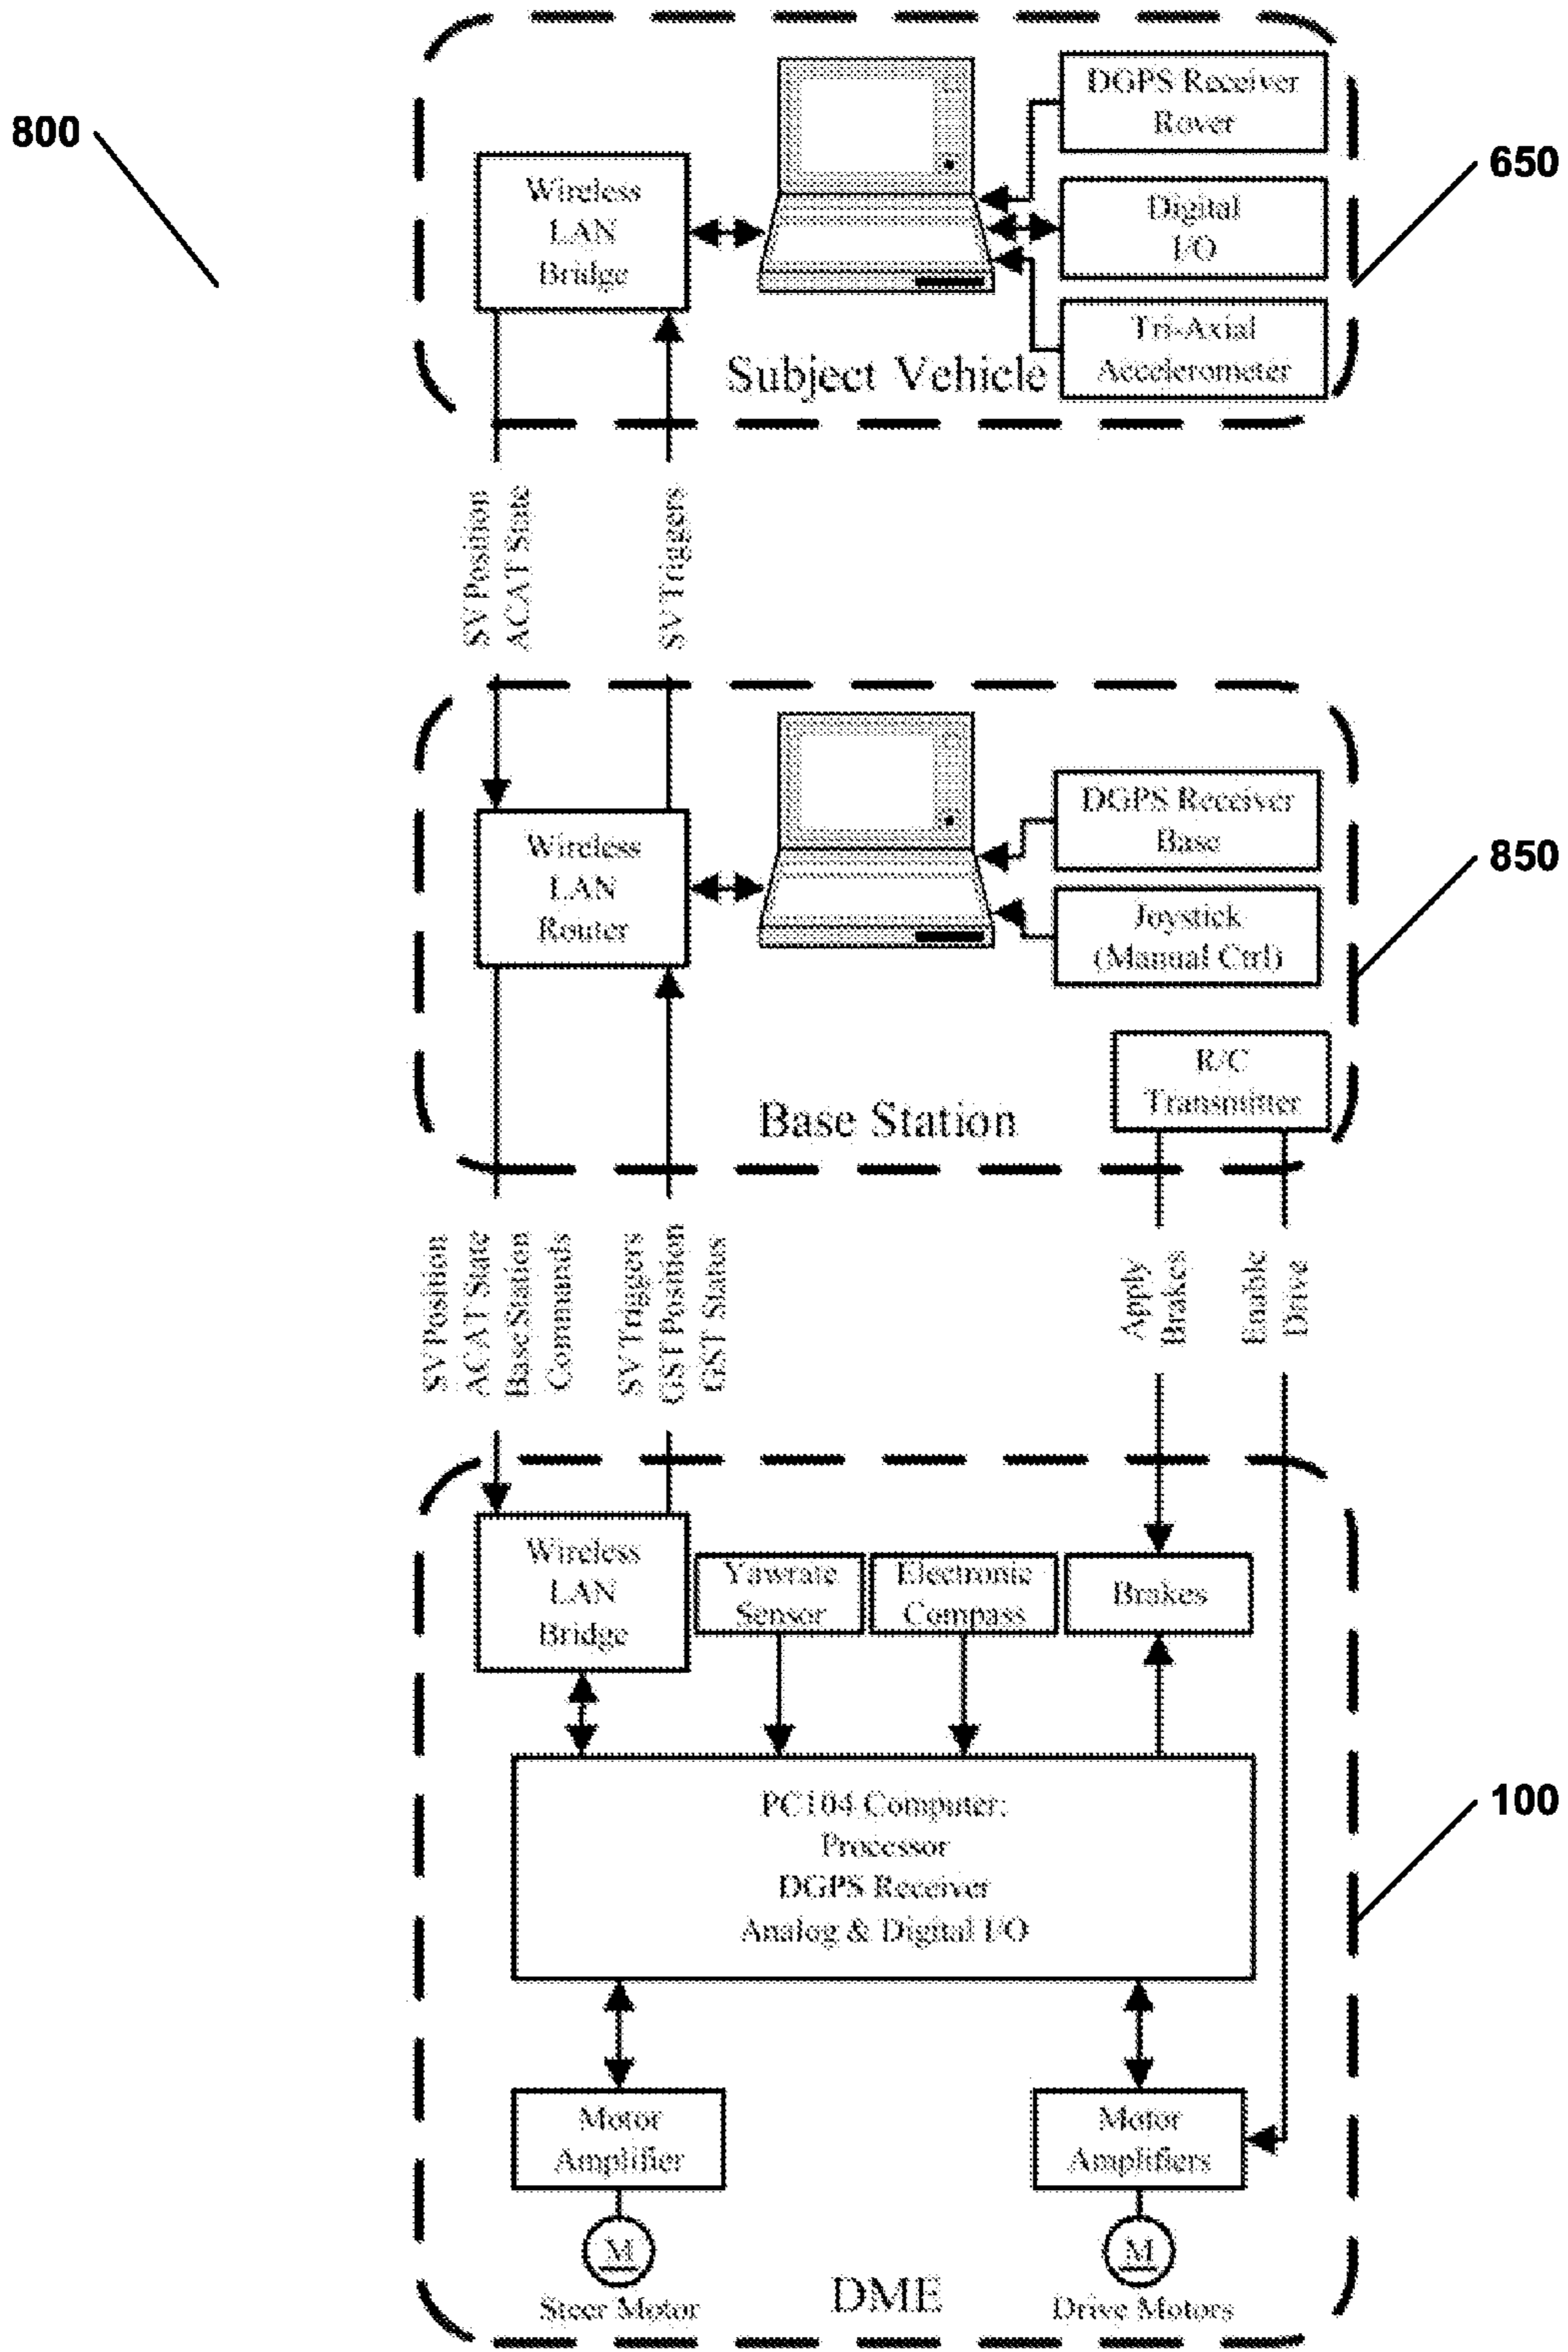 800
DGPS Receiver
Rover
650
Wireless
LAN
Bridge
Digital
I/O
Tri-Axial
Accelerometer
Subject Vehicle
SV Position
ACAT State
SV Triggers
DGPS Receiver
Base
850
Wireless
LAN
Router
Joystick
(Manual Ctrl)
R/C
Transmitter
Base Station
SV Position
ACAT State
Base Station
Commands
SV Triggers
GST Position
GST Status
Apply
Brakes
Enable
Drive
Wireless
LAN
Bridge
Yawrate
Sensor
Electronic
Compass
Brakes
PC104 Computer:
Processor
DGPS Receiver
Analog & Digital I/O
100
Motor
Amplifier
Motor
Amplifiers
M
M
Steer Motor
DME
Drive Motors